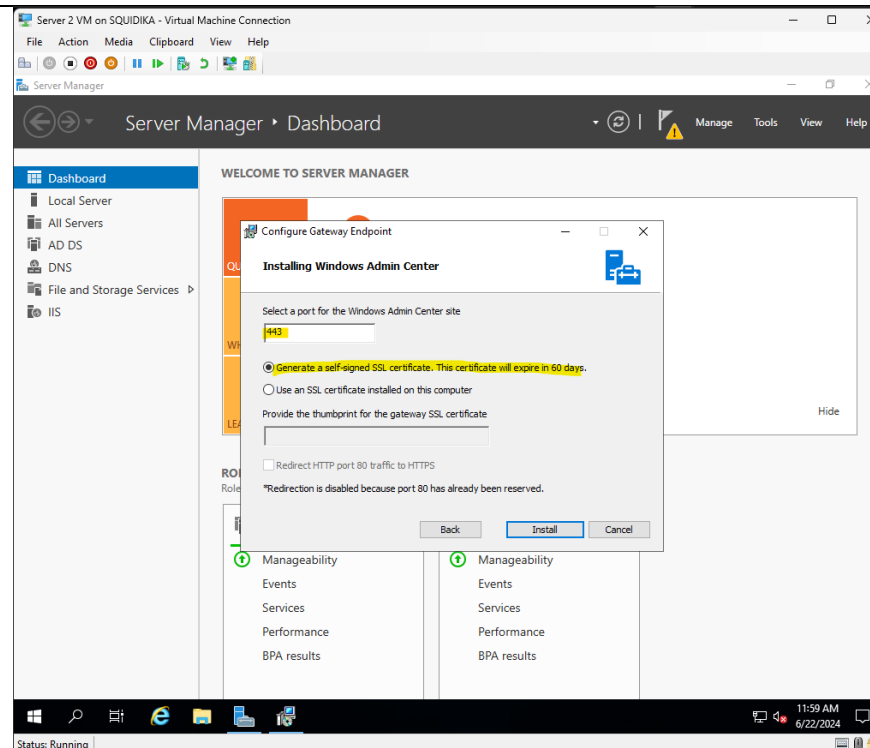 Server 2 VM on SQUIDIKA - Virtual Machine Connection
File Action Media Clipboard View Help
Server Manager
Server Manager • Dashboard
Manage Tools View Help
Dashboard
Local Server
All Servers
AD DS
DNS
File and Storage Services
IIS
WELCOME TO SERVER MANAGER
QU
WH
LEA
Configure Gateway Endpoint
Installing Windows Admin Center
Select a port for the Windows Admin Center site
443
Generate a self-signed SSL certificate. This certificate will expire in 60 days.
Use an SSL certificate installed on this computer
Provide the thumbprint for the gateway SSL certificate
Redirect HTTP port 80 traffic to HTTPS
*Redirection is disabled because port 80 has already been reserved.
Back Install Cancel
Hide
RO
Role
Manageability
Events
Services
Performance
BPA results
Manageability
Events
Services
Performance
BPA results
11:59 AM
6/22/2024
Status: Running